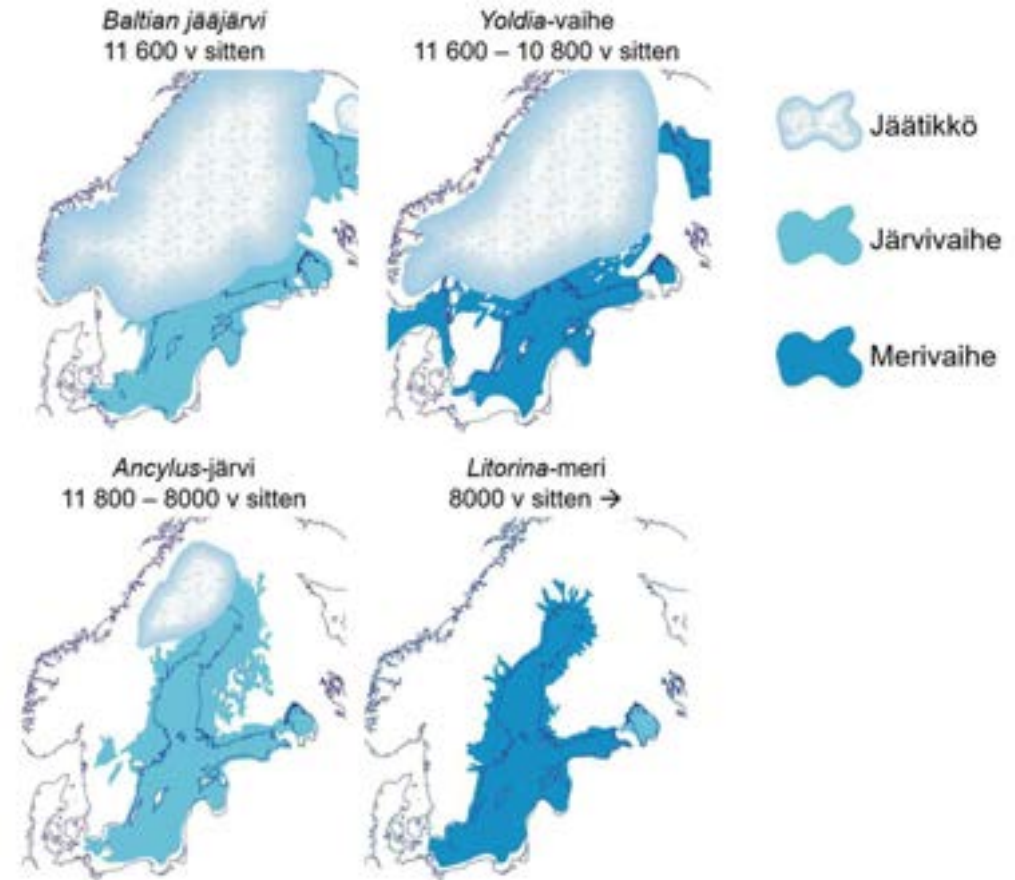 Baltian jääjärvi
11 600 v sitten
Yoldia-vaihe
11 600 – 10 800 v sitten
Jäätikkö
Järvivaihe
Merivaihe
Ancylus-järvi
11 800 – 8000 v sitten
Litorina-meri
8000 v sitten →